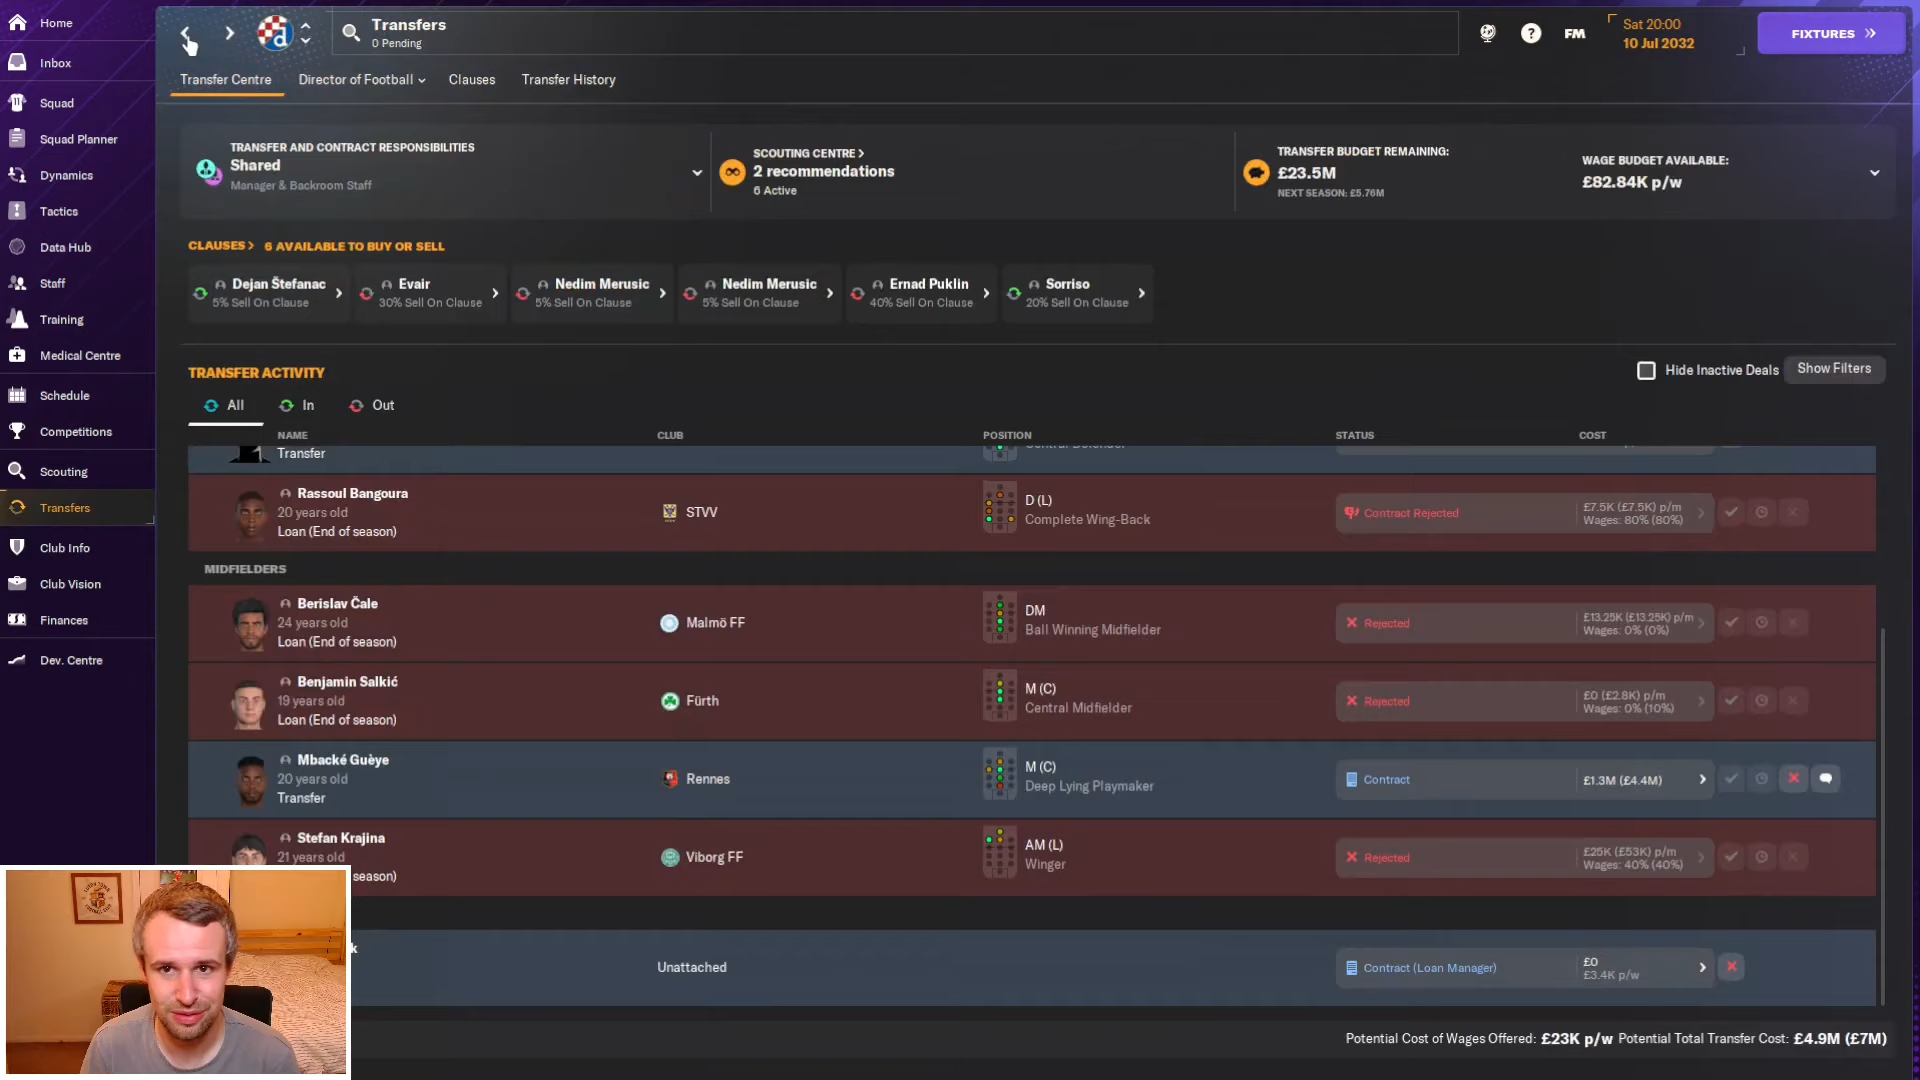 Home
Inbox
Squad
Squad Planner
Dynamics
Tactics
Data Hub
Staff
Training
Medical Centre
Schedule
Competitions
Scouting
Transfers
Club Info
Club Vision
Finances
Dev. Centre
Transfers
0 Pending
FM
Sat 20:00
10 Jul 2032
FIXTURES
Transfer Centre
Director of Football
Clauses
Transfer History
TRANSFER AND CONTRACT RESPONSIBILITIES
Shared
Manager & Backroom Staff
SCOUTING CENTRE >
2 recommendations
6 Active
TRANSFER BUDGET REMAINING:
£23.5M
NEXT SEASON: £5.76M
WAGE BUDGET AVAILABLE:
£82.84K p/w
CLAUSES > 6 AVAILABLE TO BUY OR SELL
Dejan Štefanac
5% Sell On Clause
Evair
30% Sell On Clause
Nedim Merusic
5% Sell On Clause
Nedim Merusic
5% Sell On Clause
Ernad Puklin
40% Sell On Clause
Sorriso
20% Sell On Clause
TRANSFER ACTIVITY
Hide Inactive Deals
Show Filters
All
In
Out
NAME CLUB POSITION STATUS COST
Transfer
Central Defender
Rassoul Bangoura
20 years old
Loan (End of season)
STVV
D (L)
Complete Wing-Back
Contract Rejected
£7.5K (£7.5K) p/m
Wages: 80% (80%)
MIDFIELDERS
Berislav Čale
24 years old
Loan (End of season)
Malmö FF
DM
Ball Winning Midfielder
Rejected
£13.25K (£13.25K) p/m
Wages: 0% (0%)
Benjamin Salkić
19 years old
Loan (End of season)
Fürth
M (C)
Central Midfielder
Rejected
£0 (£2.8K) p/m
Wages: 0% (10%)
Mbacké Guèye
20 years old
Transfer
Rennes
M (C)
Deep Lying Playmaker
Contract
£1.3M (£4.4M)
Stefan Krajina
21 years old
season)
Viborg FF
AM (L)
Winger
Rejected
£25K (£53K) p/m
Wages: 40% (40%)
k
Unattached
Contract (Loan Manager)
£0
£3.4K p/w
Potential Cost of Wages Offered: £23K p/w Potential Total Transfer Cost: £4.9M (£7M)